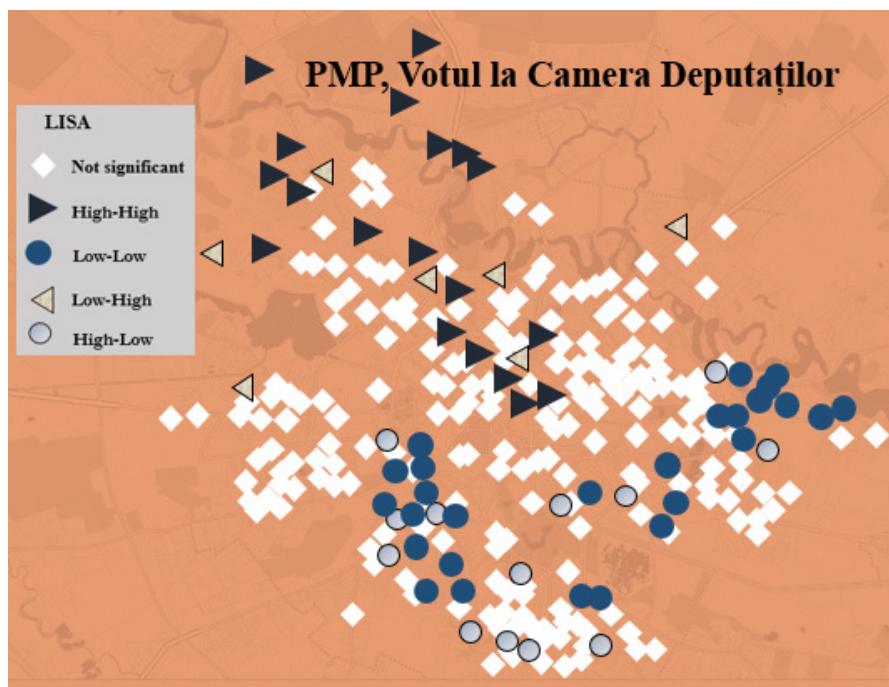 PMP, Votul la Camera Deputaților
LISA
Not significant
High-High
Low-Low
Low-High
High-Low